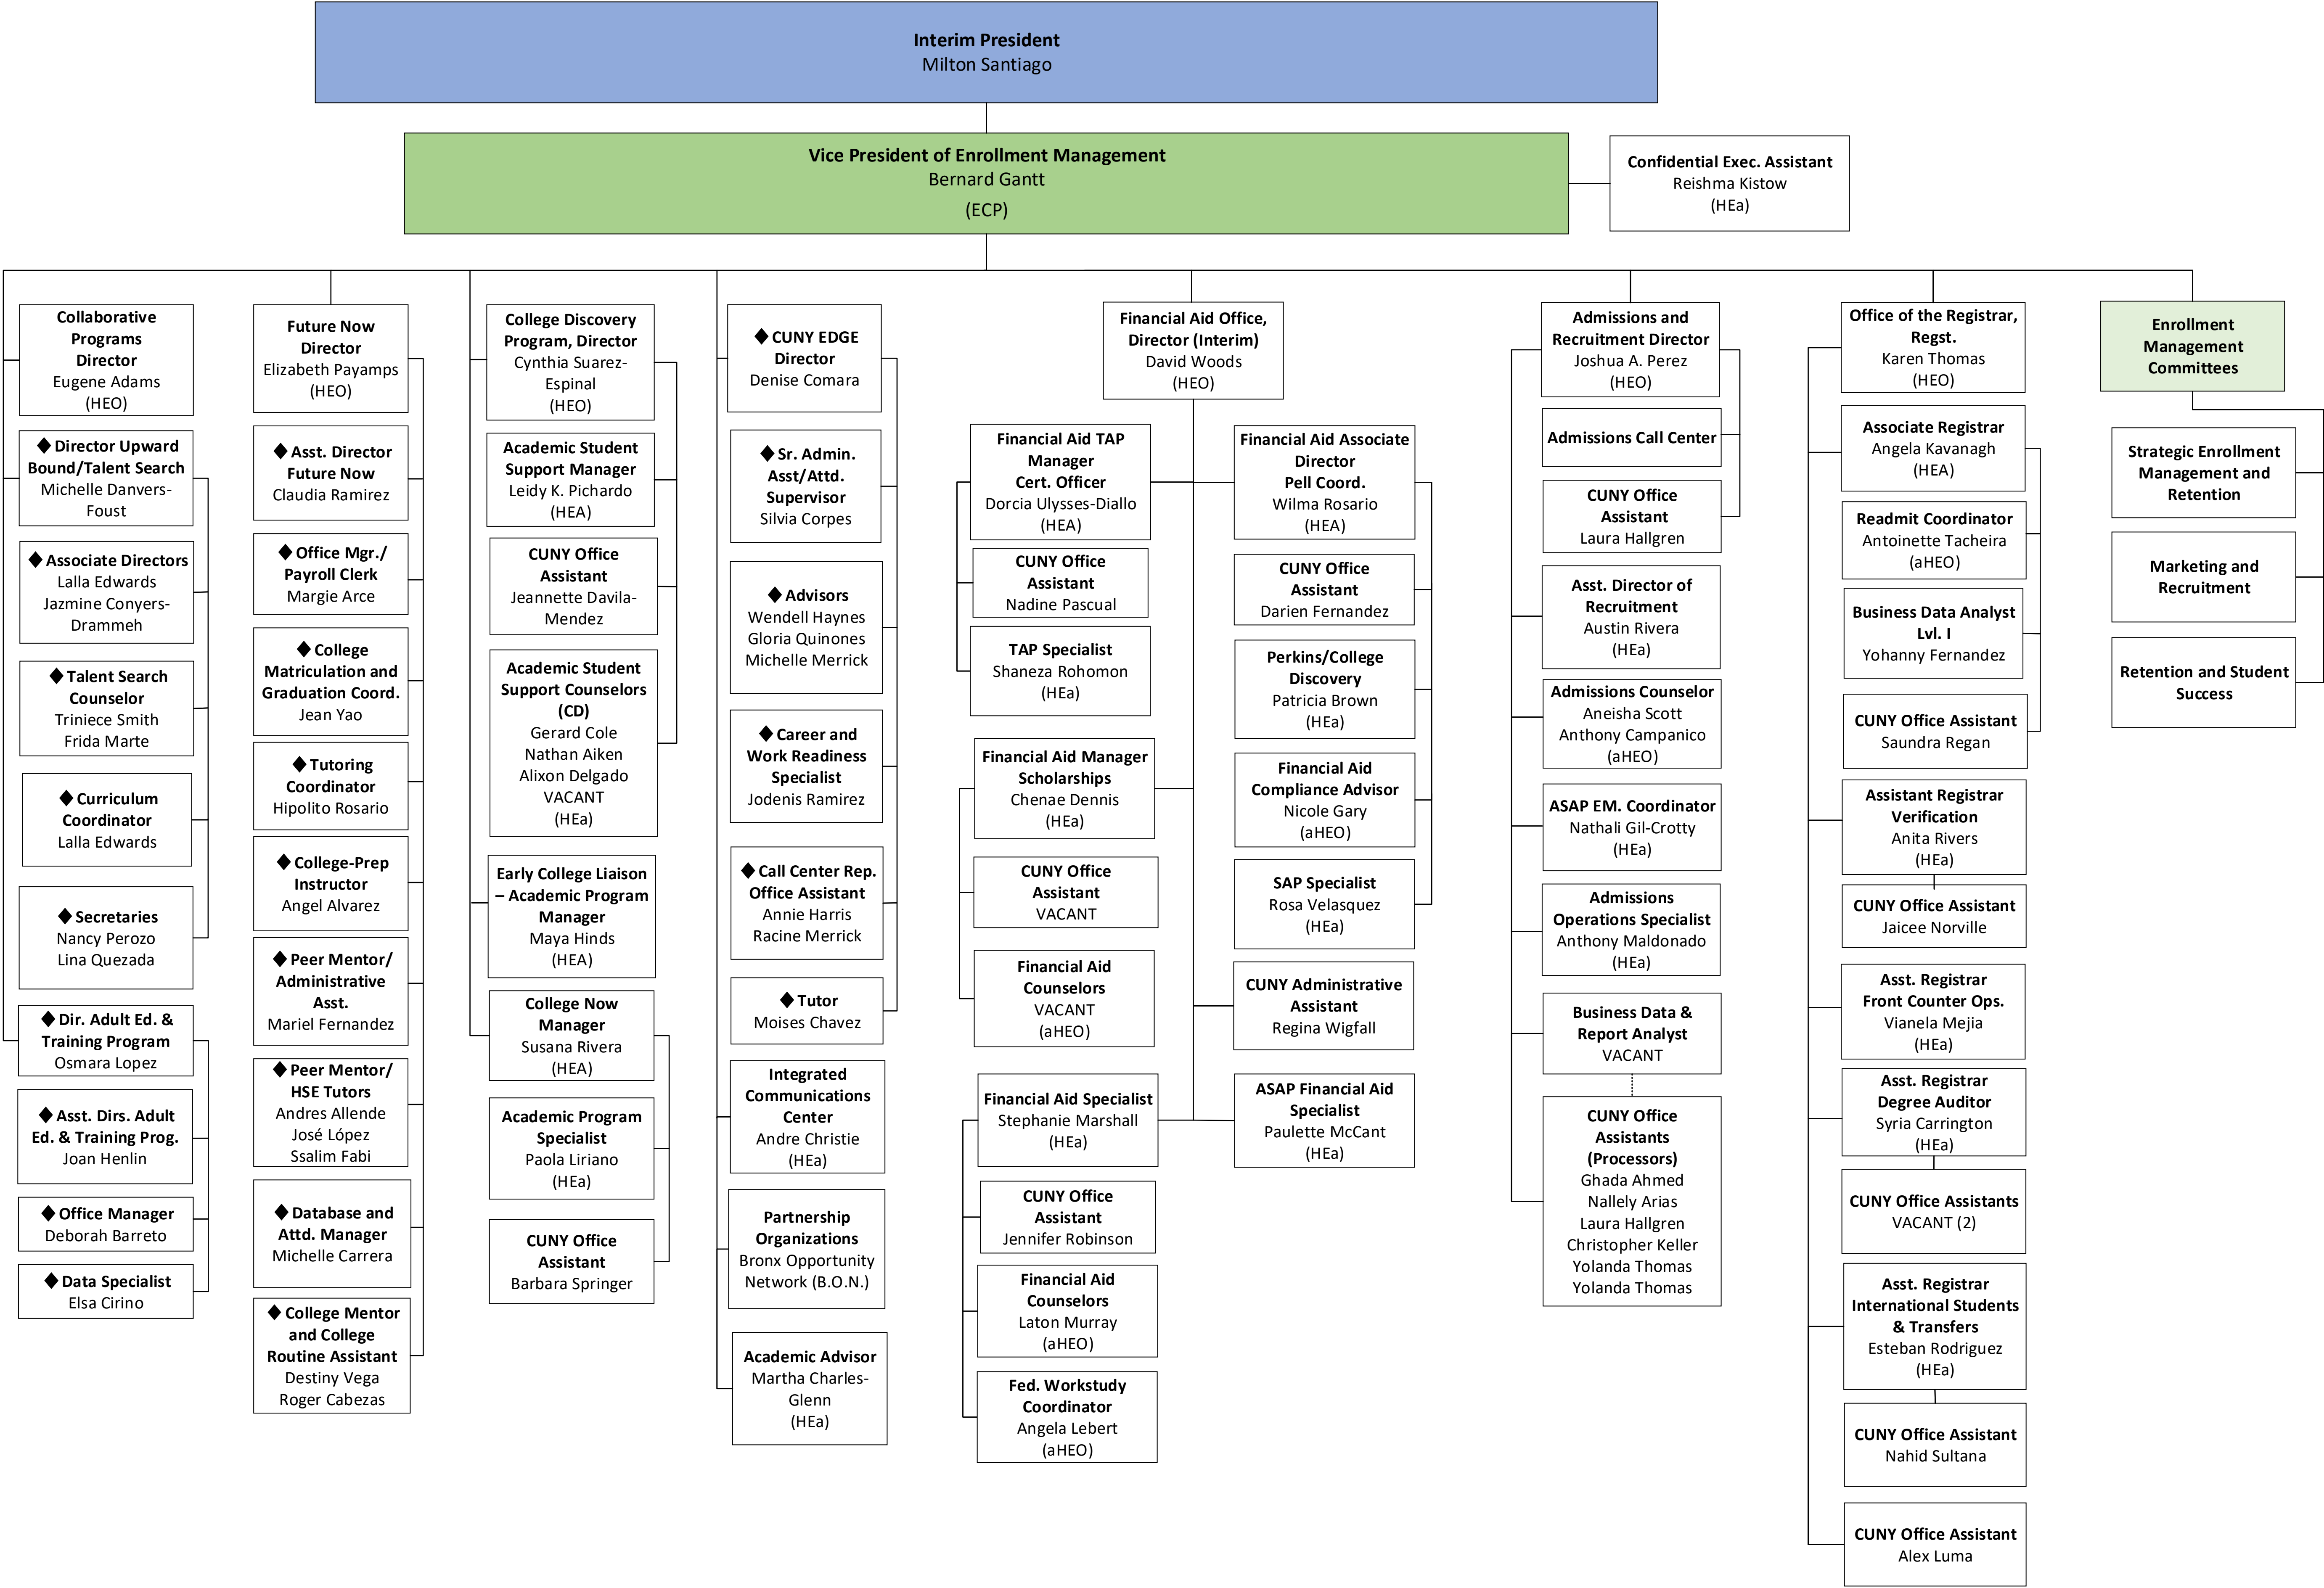 Interim President
Milton Santiago
Vice President of Enrollment Management
Bernard Gantt
(ECP)
Confidential Exec. Assistant
Reishma Kistow
(HEa)
Collaborative
Programs
Director
Eugene Adams
(HEO)
◆ Director Upward
Bound/Talent Search
Michelle Danvers-
Foust
◆ Associate Directors
Lalla Edwards
Jazmine Conyers-
Drammeh
◆ Talent Search
Counselor
Triniece Smith
Frida Marte
◆ Curriculum
Coordinator
Lalla Edwards
◆ Secretaries
Nancy Perozo
Lina Quezada
◆ Dir. Adult Ed. &
Training Program
Osmara Lopez
◆ Asst. Dirs. Adult
Ed. & Training Prog.
Joan Henlin
◆ Office Manager
Deborah Barreto
◆ Data Specialist
Elsa Cirino
Future Now
Director
Elizabeth Payamps
(HEO)
◆ Asst. Director
Future Now
Claudia Ramirez
◆ Office Mgr./
Payroll Clerk
Margie Arce
◆ College
Matriculation and
Graduation Coord.
Jean Yao
◆ Tutoring
Coordinator
Hipolito Rosario
◆ College-Prep
Instructor
Angel Alvarez
◆ Peer Mentor/
Administrative
Asst.
Mariel Fernandez
◆ Peer Mentor/
HSE Tutors
Andres Allende
José López
Ssalim Fabi
◆ Database and
Attd. Manager
Michelle Carrera
◆ College Mentor
and College
Routine Assistant
Destiny Vega
Roger Cabezas
College Discovery
Program, Director
Cynthia Suarez-
Espinal
(HEO)
Academic Student
Support Manager
Leidy K. Pichardo
(HEA)
CUNY Office
Assistant
Jeannette Davila-
Mendez
Academic Student
Support Counselors
(CD)
Gerard Cole
Nathan Aiken
Alixon Delgado
VACANT
(HEa)
Early College Liaison
– Academic Program
Manager
Maya Hinds
(HEA)
College Now
Manager
Susana Rivera
(HEA)
Academic Program
Specialist
Paola Liriano
(HEa)
CUNY Office
Assistant
Barbara Springer
◆ CUNY EDGE
Director
Denise Comara
◆ Sr. Admin.
Asst/Attd.
Supervisor
Silvia Corpes
◆ Advisors
Wendell Haynes
Gloria Quinones
Michelle Merrick
◆ Career and
Work Readiness
Specialist
Jodenis Ramirez
◆ Call Center Rep.
Office Assistant
Annie Harris
Racine Merrick
◆ Tutor
Moises Chavez
Integrated
Communications
Center
Andre Christie
(HEa)
Partnership
Organizations
Bronx Opportunity
Network (B.O.N.)
Academic Advisor
Martha Charles-
Glenn
(HEa)
Financial Aid Office,
Director (Interim)
David Woods
(HEO)
Financial Aid TAP
Manager
Cert. Officer
Dorcia Ulysses-Diallo
(HEA)
CUNY Office
Assistant
Nadine Pascual
TAP Specialist
Shaneza Rohomon
(HEa)
Financial Aid Manager
Scholarships
Chenae Dennis
(HEa)
CUNY Office
Assistant
VACANT
Financial Aid
Counselors
VACANT
(aHEO)
Financial Aid Specialist
Stephanie Marshall
(HEa)
CUNY Office
Assistant
Jennifer Robinson
Financial Aid
Counselors
Laton Murray
(aHEO)
Fed. Workstudy
Coordinator
Angela Lebert
(aHEO)
Financial Aid Associate
Director
Pell Coord.
Wilma Rosario
(HEA)
CUNY Office
Assistant
Darien Fernandez
Perkins/College
Discovery
Patricia Brown
(HEa)
Financial Aid
Compliance Advisor
Nicole Gary
(aHEO)
SAP Specialist
Rosa Velasquez
(HEa)
CUNY Administrative
Assistant
Regina Wigfall
ASAP Financial Aid
Specialist
Paulette McCant
(HEa)
Admissions and
Recruitment Director
Joshua A. Perez
(HEO)
Admissions Call Center
CUNY Office
Assistant
Laura Hallgren
Asst. Director of
Recruitment
Austin Rivera
(HEa)
Admissions Counselor
Aneisha Scott
Anthony Campanico
(aHEO)
ASAP EM. Coordinator
Nathali Gil-Crotty
(HEa)
Admissions
Operations Specialist
Anthony Maldonado
(HEa)
Business Data &
Report Analyst
VACANT
CUNY Office
Assistants
(Processors)
Ghada Ahmed
Nallely Arias
Laura Hallgren
Christopher Keller
Yolanda Thomas
Yolanda Thomas
Office of the Registrar,
Regst.
Karen Thomas
(HEO)
Associate Registrar
Angela Kavanagh
(HEA)
Readmit Coordinator
Antoinette Tacheira
(aHEO)
Business Data Analyst
Lvl. I
Yohanny Fernandez
CUNY Office Assistant
Saundra Regan
Assistant Registrar
Verification
Anita Rivers
(HEa)
CUNY Office Assistant
Jaicee Norville
Asst. Registrar
Front Counter Ops.
Vianela Mejia
(HEa)
Asst. Registrar
Degree Auditor
Syria Carrington
(HEa)
CUNY Office Assistants
VACANT (2)
Asst. Registrar
International Students
& Transfers
Esteban Rodriguez
(HEa)
CUNY Office Assistant
Nahid Sultana
CUNY Office Assistant
Alex Luma
Enrollment
Management
Committees
Strategic Enrollment
Management and
Retention
Marketing and
Recruitment
Retention and Student
Success